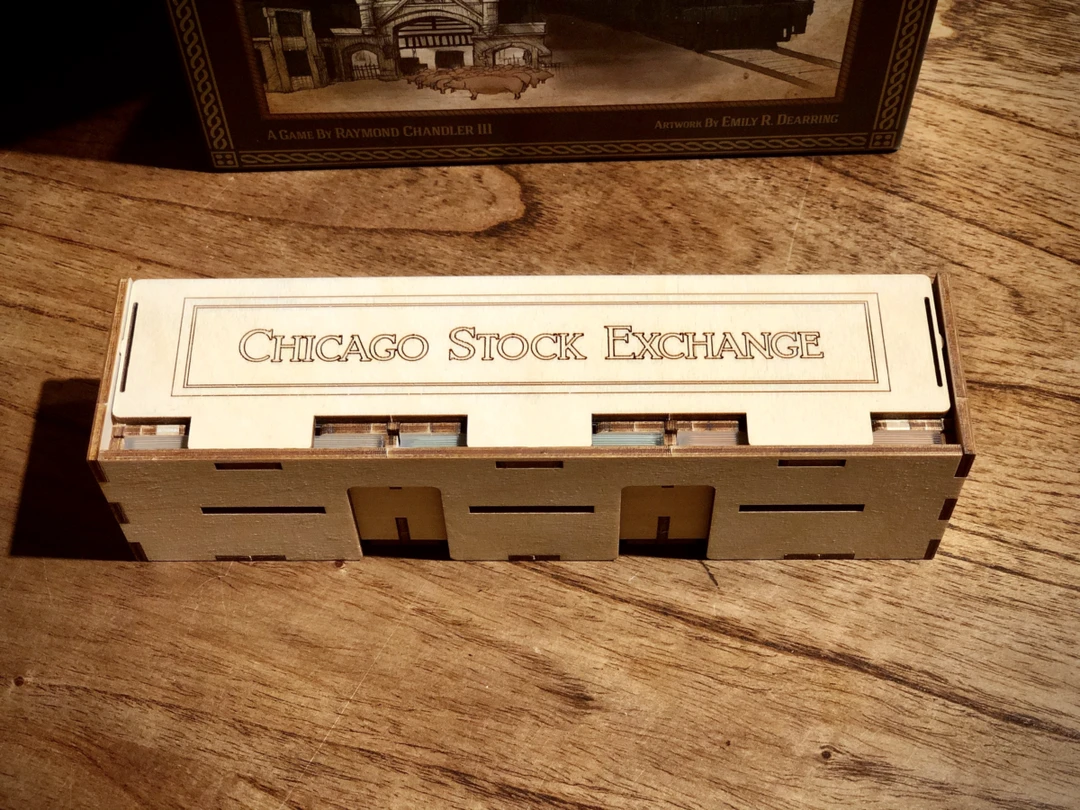 A Game By Raymond Chandler III
Artwork By Emily R. Dearring
Chicago Stock Exchange